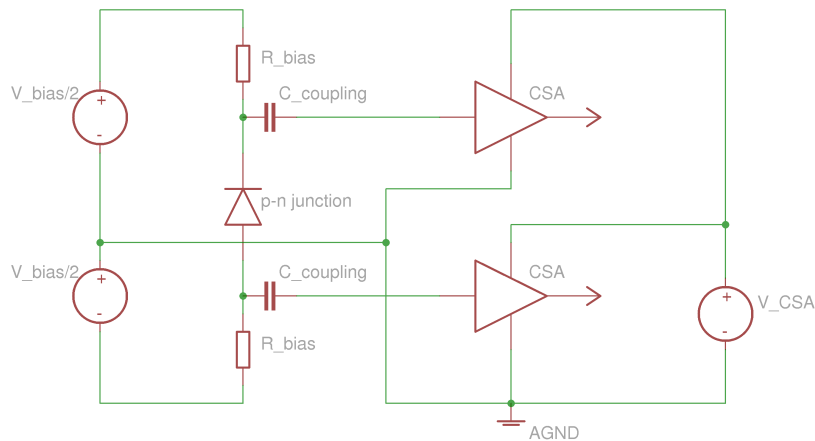 R_bias
V_bias/2
+
-
C_coupling
CSA
p-n junction
V_bias/2
+
-
C_coupling
CSA
R_bias
+
-
V_CSA
AGND